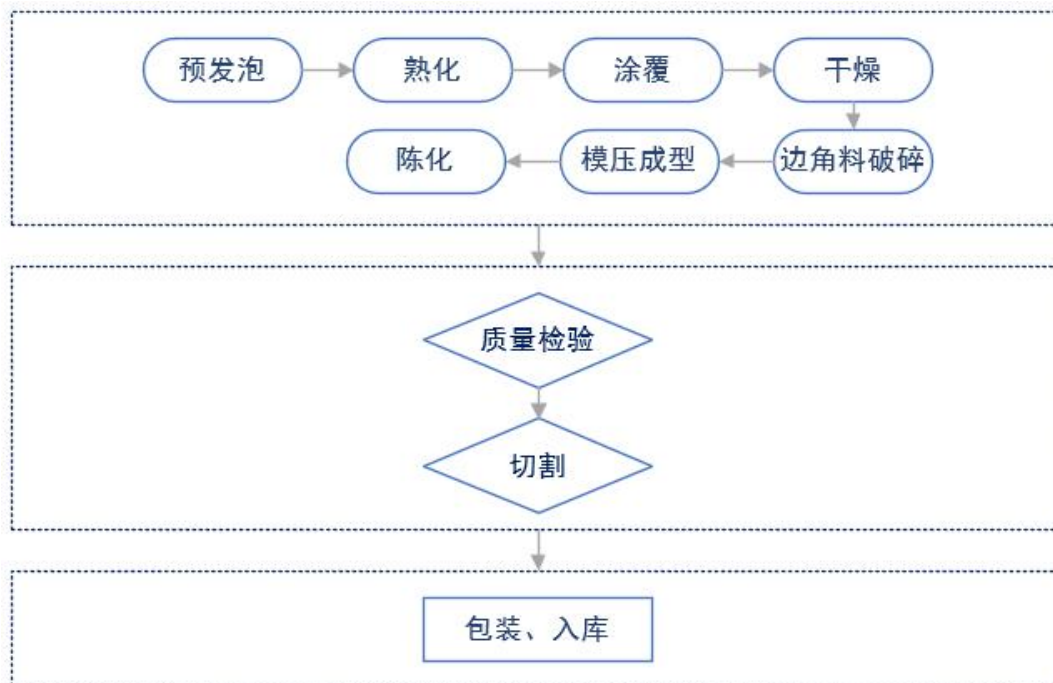 预发泡
熟化
涂覆
干燥
边角料破碎
模压成型
陈化
质量检验
切割
包装、入库